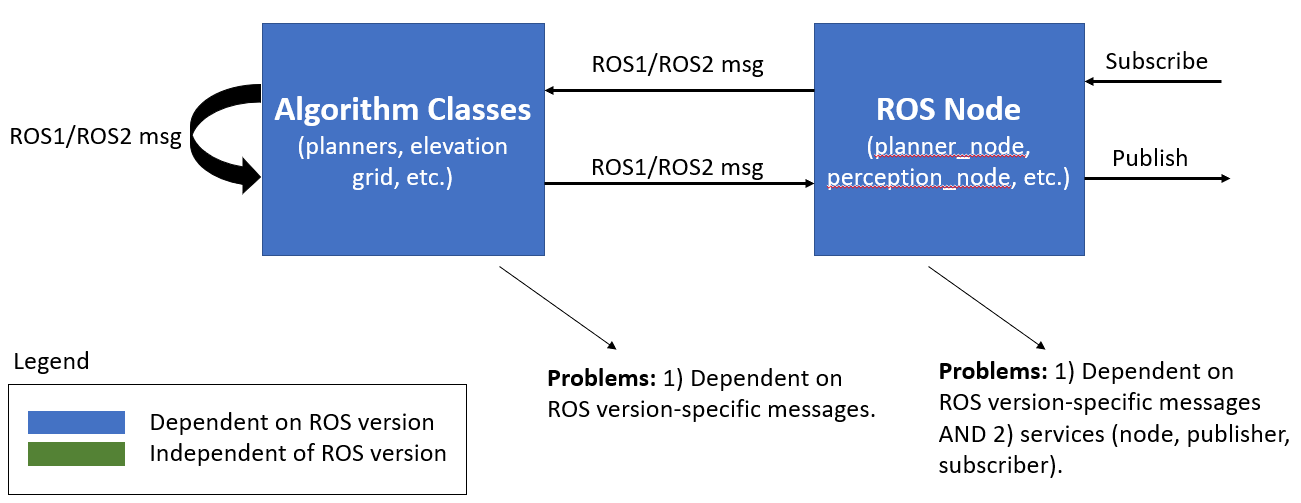 ROS1/ROS2 msg
Algorithm Classes
(planners, elevation
grid, etc.)
ROS1/ROS2 msg
ROS1/ROS2 msg
ROS Node
(planner_node,
perception_node, etc.)
Subscribe
Publish
Problems: 1) Dependent on
ROS version-specific messages.
Problems: 1) Dependent on
ROS version-specific messages
AND 2) services (node, publisher,
subscriber).
Legend
Dependent on ROS version
Independent of ROS version